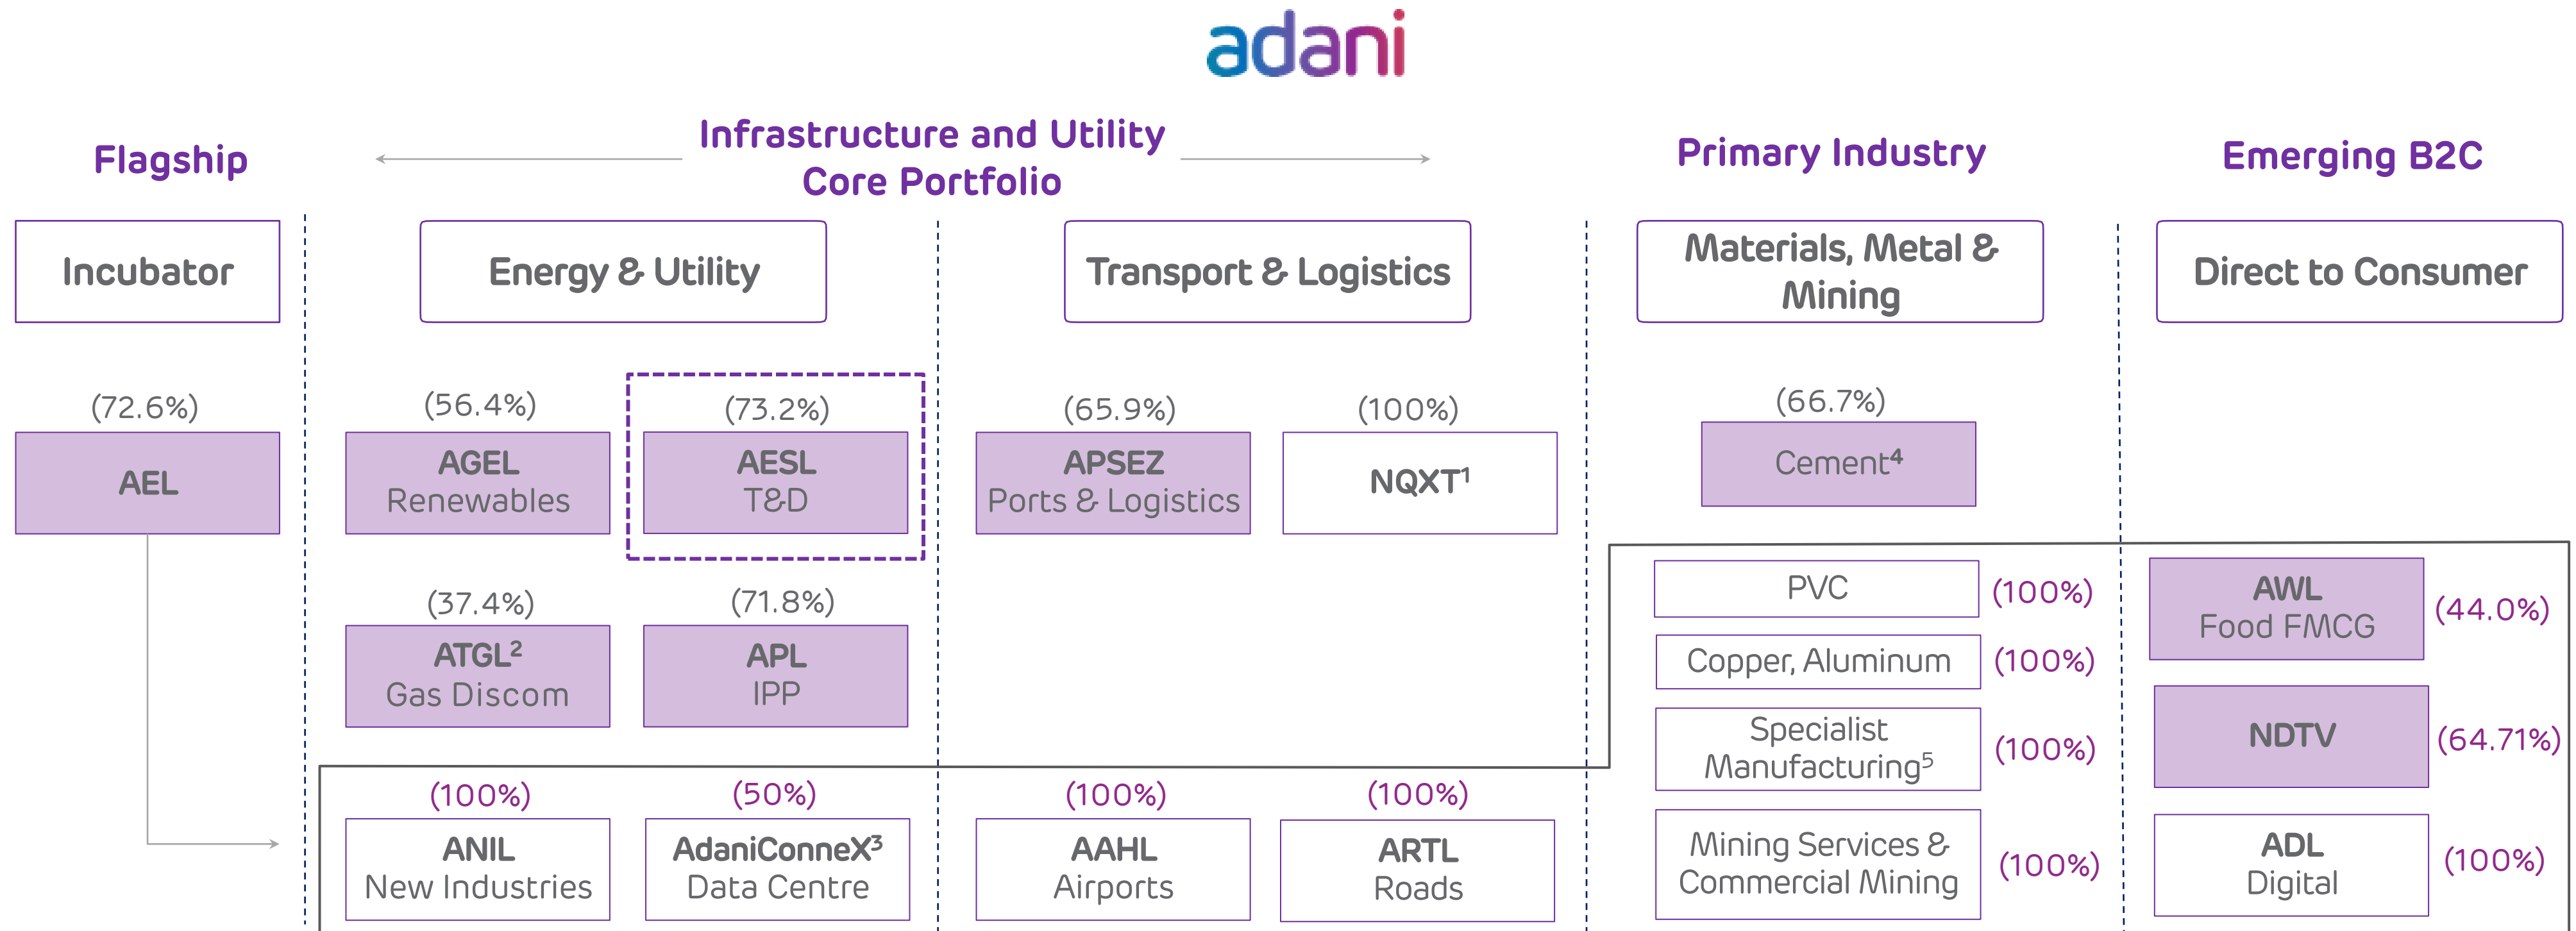 adani
Flagship
Infrastructure and Utility
Core Portfolio
Primary Industry
Emerging B2C
Incubator
Energy & Utility
Transport & Logistics
Materials, Metal &
Mining
Direct to Consumer
(72.6%)
AEL
(56.4%)
AGEL
Renewables
(73.2%)
AESL
T&D
(65.9%)
APSEZ
Ports & Logistics
(100%)
NQXT¹
(66.7%)
Cement⁴
(37.4%)
ATGL²
Gas Discom
(71.8%)
APL
IPP
PVC
(100%)
Copper, Aluminum
(100%)
Specialist
Manufacturing⁵
(100%)
Mining Services &
Commercial Mining
(100%)
AWL
Food FMCG
(44.0%)
NDTV
(64.71%)
ADL
Digital
(100%)
(100%)
ANIL
New Industries
(50%)
AdaniConneX³
Data Centre
(100%)
AAHL
Airports
(100%)
ARTL
Roads